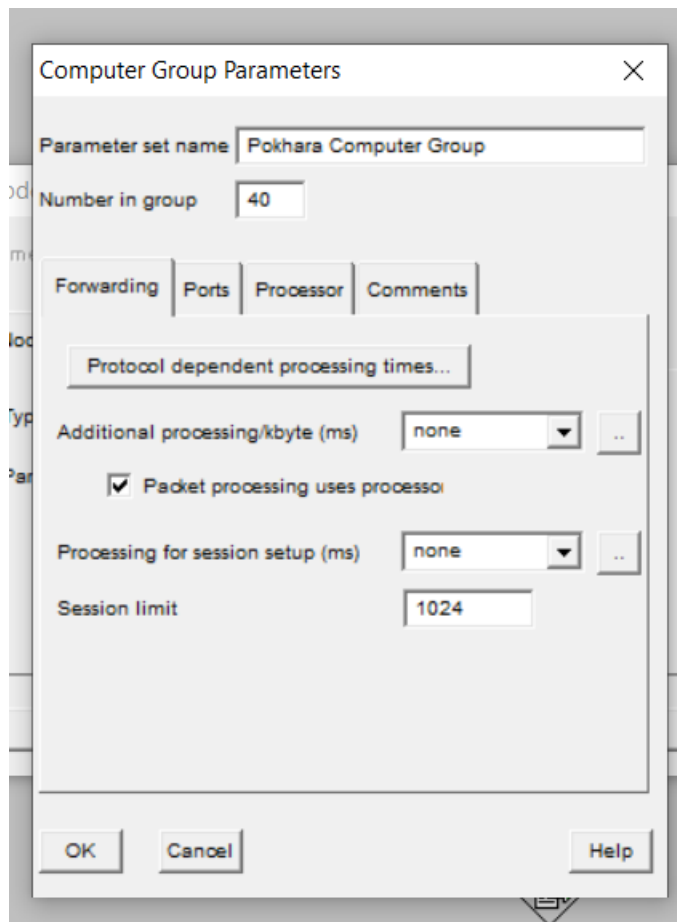 Computer Group Parameters
Parameter set name Pokhara Computer Group
Number in group 40
Forwarding Ports Processor Comments
Protocol dependent processing times...
Additional processing/kbyte (ms) none ..
Packet processing uses processor
Processing for session setup (ms) none ..
Session limit 1024
OK Cancel Help